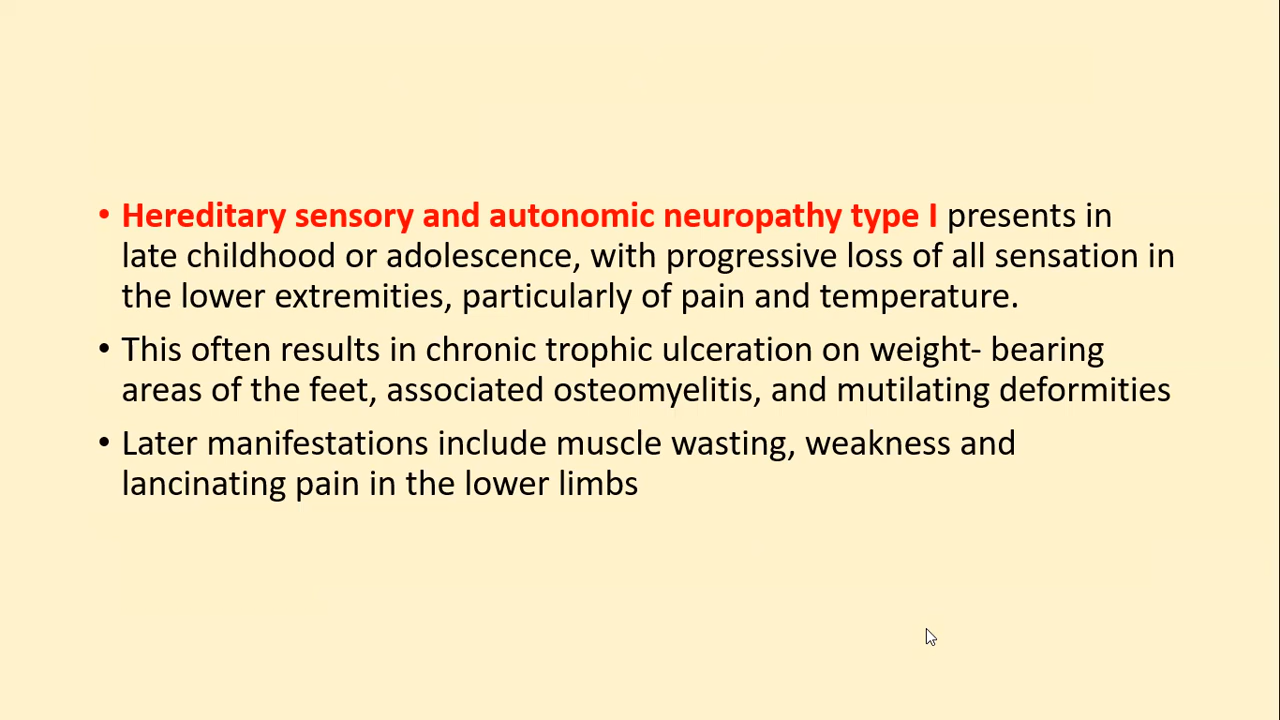 • Hereditary sensory and autonomic neuropathy type I presents in
late childhood or adolescence, with progressive loss of all sensation in
the lower extremities, particularly of pain and temperature.
• This often results in chronic trophic ulceration on weight- bearing
areas of the feet, associated osteomyelitis, and mutilating deformities
• Later manifestations include muscle wasting, weakness and
lancinating pain in the lower limbs